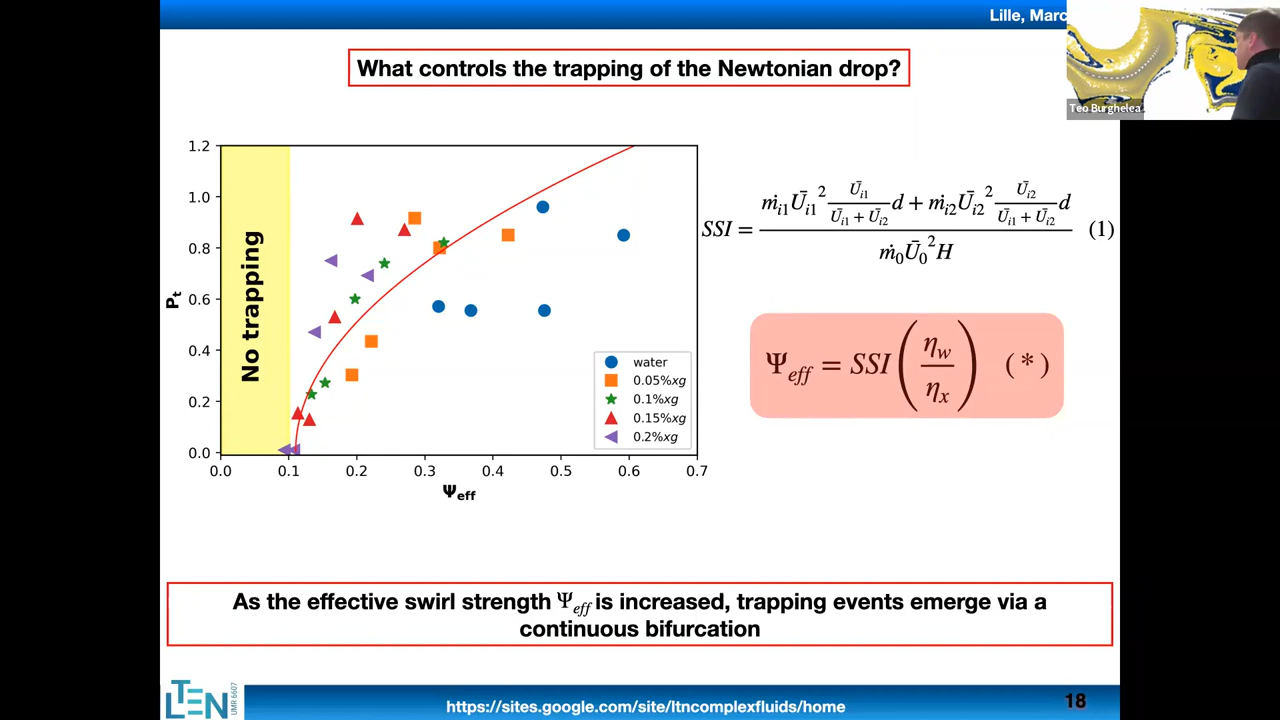 Lille, Marc
What controls the trapping of the Newtonian drop?
Teo Burghelea
1.2
1.0
0.8
0.6
0.4
0.2
0.0
Pt
No trapping
water
0.05%xg
0.1%xg
0.15%xg
0.2%xg
0.0 0.1 0.2 0.3 0.4 0.5 0.6 0.7
Ψeff
SSI = (ṁi1 Ūi1² Ūi1/(Ūi1 + Ūi2) d + ṁi2 Ūi2² Ūi2/(Ūi1 + Ūi2) d) / (ṁ0 Ū0² H) (1)
Ψeff = SSI (ηw/ηx) (*)
As the effective swirl strength Ψeff is increased, trapping events emerge via a
continuous bifurcation
LTEN
UMR 6607
https://sites.google.com/site/ltncomplexfluids/home
18